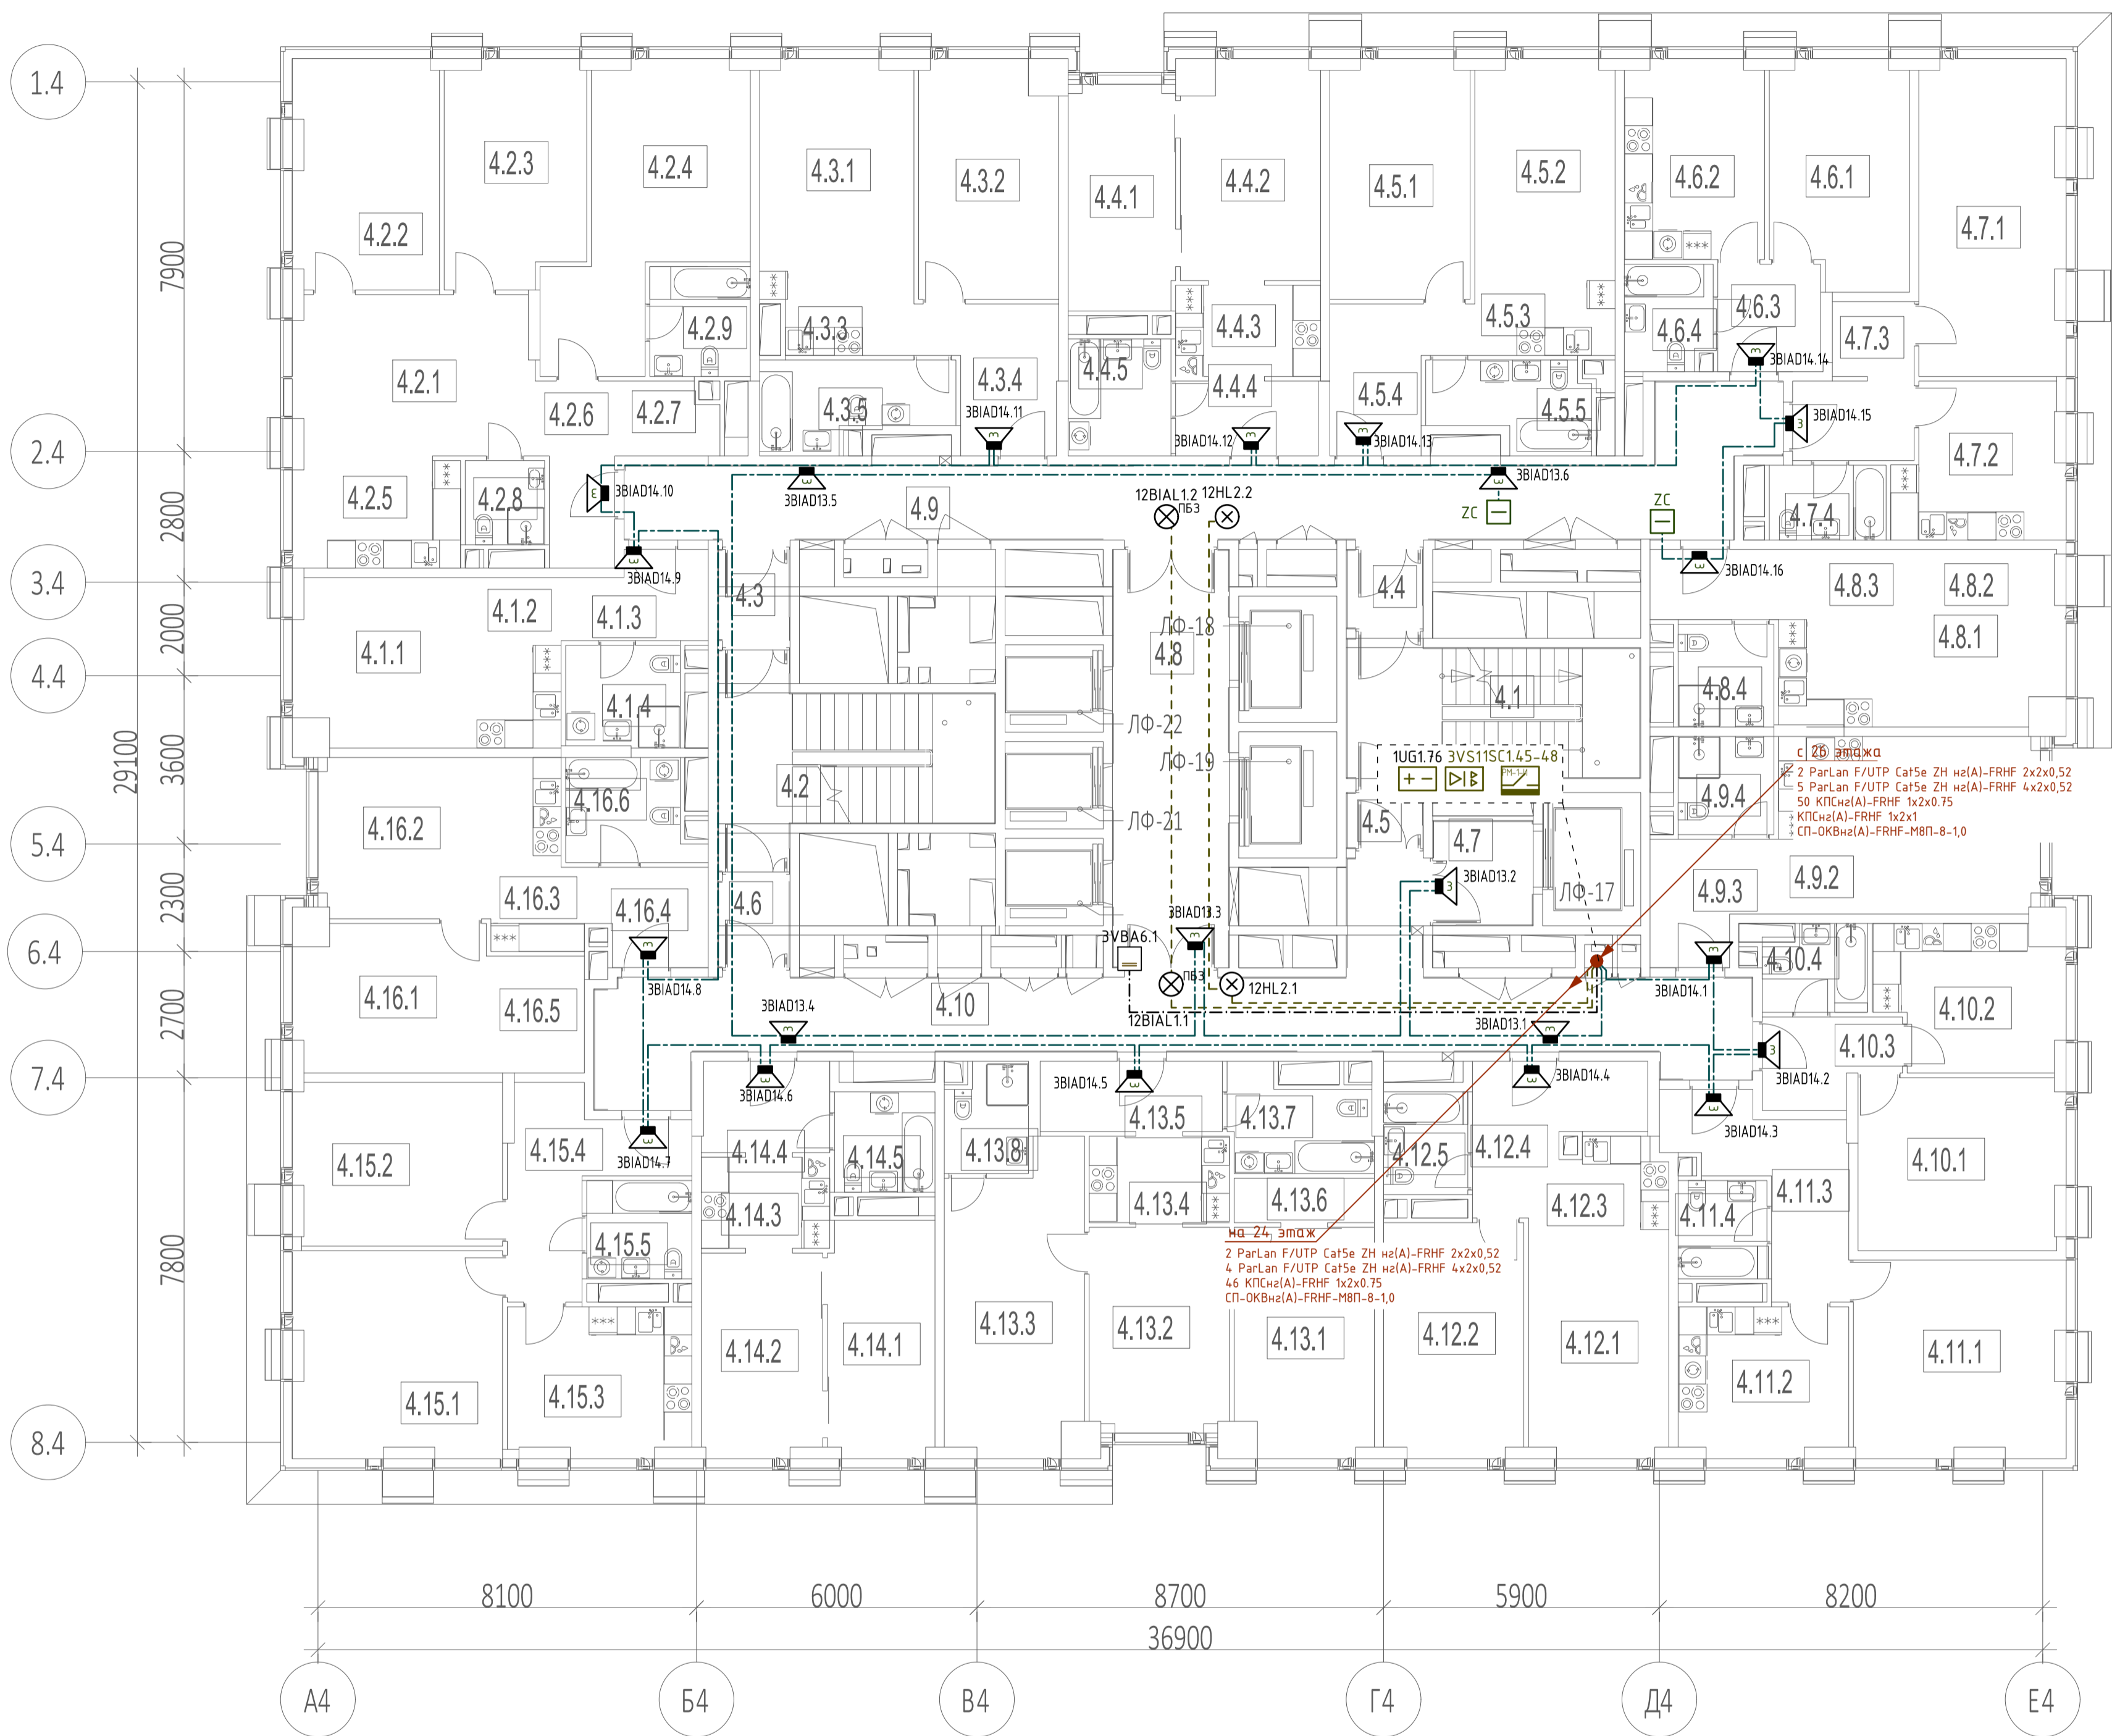 1.4
2.4
3.4
4.4
5.4
6.4
7.4
8.4
29100
7900
2800
2000
3600
2300
2700
7800
4.2.2
4.2.3
4.2.4
4.3.1
4.3.2
4.4.1
4.4.2
4.5.1
4.5.2
4.6.2
4.6.1
4.7.1
4.2.9
4.3.3
4.4.3
4.5.3
4.6.4
4.6.3
4.7.3
4.2.1
4.2.6
4.2.7
4.3.5
4.3.4
4.4.5
4.4.4
4.5.4
4.5.5
3BIAD14.14
3BIAD14.11
3BIAD14.12
3BIAD14.13
3BIAD14.15
4.2.5
4.2.8
3BIAD14.10
3BIAD13.5
4.9
12BIAL1.2
ПБЗ
12HL2.2
3BIAD13.6
ZC
ZC
4.7.2
4.7.4
3BIAD14.9
3BIAD14.16
4.1.2
4.1.3
4.3
4.4
4.8.3
4.8.2
4.1.1
4.8.1
ЛФ-18
4.8
4.1.4
4.1
4.8.4
ЛФ-22
ЛФ-19
1UG1.76
3VS11
SC1.45-48
РМ-1-И
с 26 этажа
2 ParLan F/UTP Cat5e ZH нг(А)-FRHF 2x2x0,52
5 ParLan F/UTP Cat5e ZH нг(А)-FRHF 4x2x0,52
50 КПСнг(А)-FRHF 1x2x0.75
КПСнг(А)-FRHF 1x2x1
СП-ОКВнг(А)-FRHF-М8П-8-1,0
4.16.6
4.2
4.9.4
4.16.2
ЛФ-21
4.5
4.7
4.16.3
4.16.4
4.6
3BIAD13.2
ЛФ-17
4.9.3
4.9.2
3BIAD13.3
3VBA6.1
4.16.1
4.16.5
3BIAD14.8
3BIAD13.4
4.10
ПБЗ
12HL2.1
12BIAL1.1
3BIAD13.1
3BIAD14.1
4.10.4
4.10.2
4.10.3
3BIAD14.2
3BIAD14.6
3BIAD14.5
3BIAD14.4
3BIAD14.3
4.15.2
4.15.4
3BIAD14.7
4.14.4
4.14.5
4.13.8
4.13.5
4.13.7
4.12.5
4.12.4
4.10.1
4.14.3
4.13.4
4.13.6
4.12.3
4.11.4
4.11.3
4.15.5
на 24 этаж
2 ParLan F/UTP Cat5e ZH нг(А)-FRHF 2x2x0,52
4 ParLan F/UTP Cat5e ZH нг(А)-FRHF 4x2x0,52
46 КПСнг(А)-FRHF 1x2x0.75
СП-ОКВнг(А)-FRHF-М8П-8-1,0
4.15.1
4.15.3
4.14.2
4.14.1
4.13.3
4.13.2
4.13.1
4.12.2
4.12.1
4.11.2
4.11.1
8100
6000
8700
5900
8200
36900
А4
Б4
В4
Г4
Д4
Е4